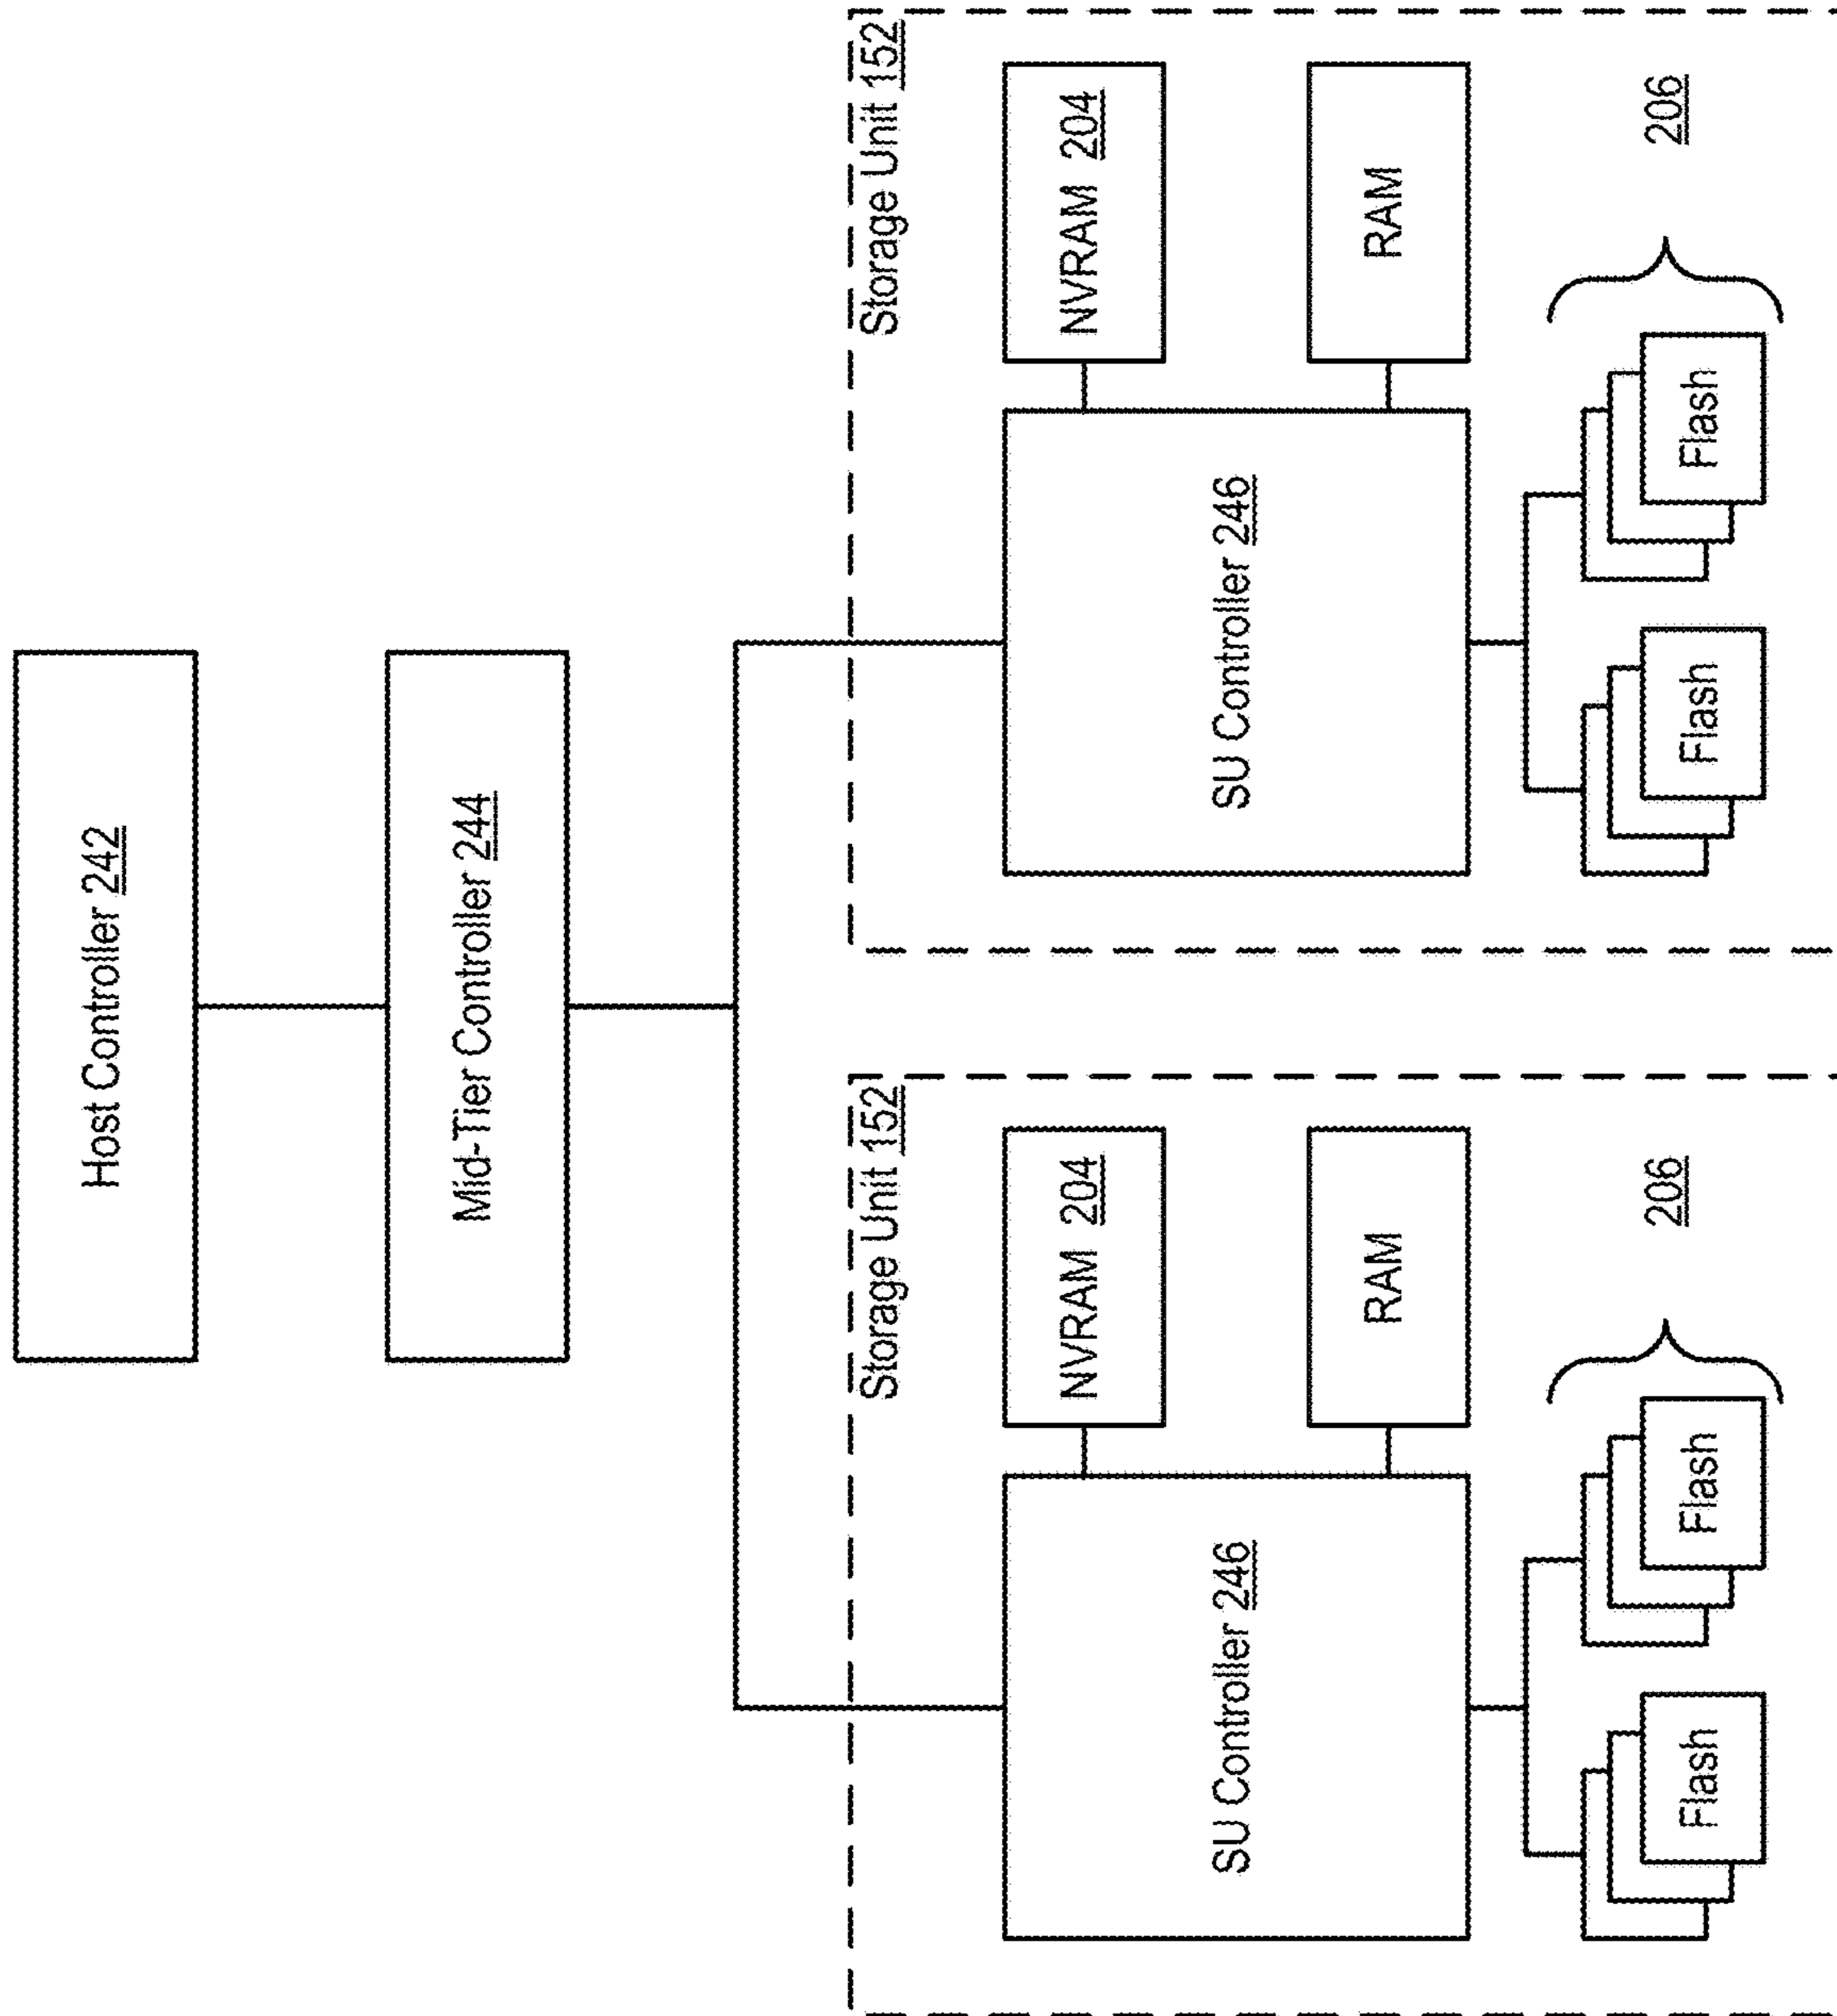 Host Controller 242
Mid-Tier Controller 244
Storage Unit 152
SU Controller 246
NVRAM 204
RAM
Flash
Flash
206
Storage Unit 152
SU Controller 246
NVRAM 204
RAM
Flash
Flash
206